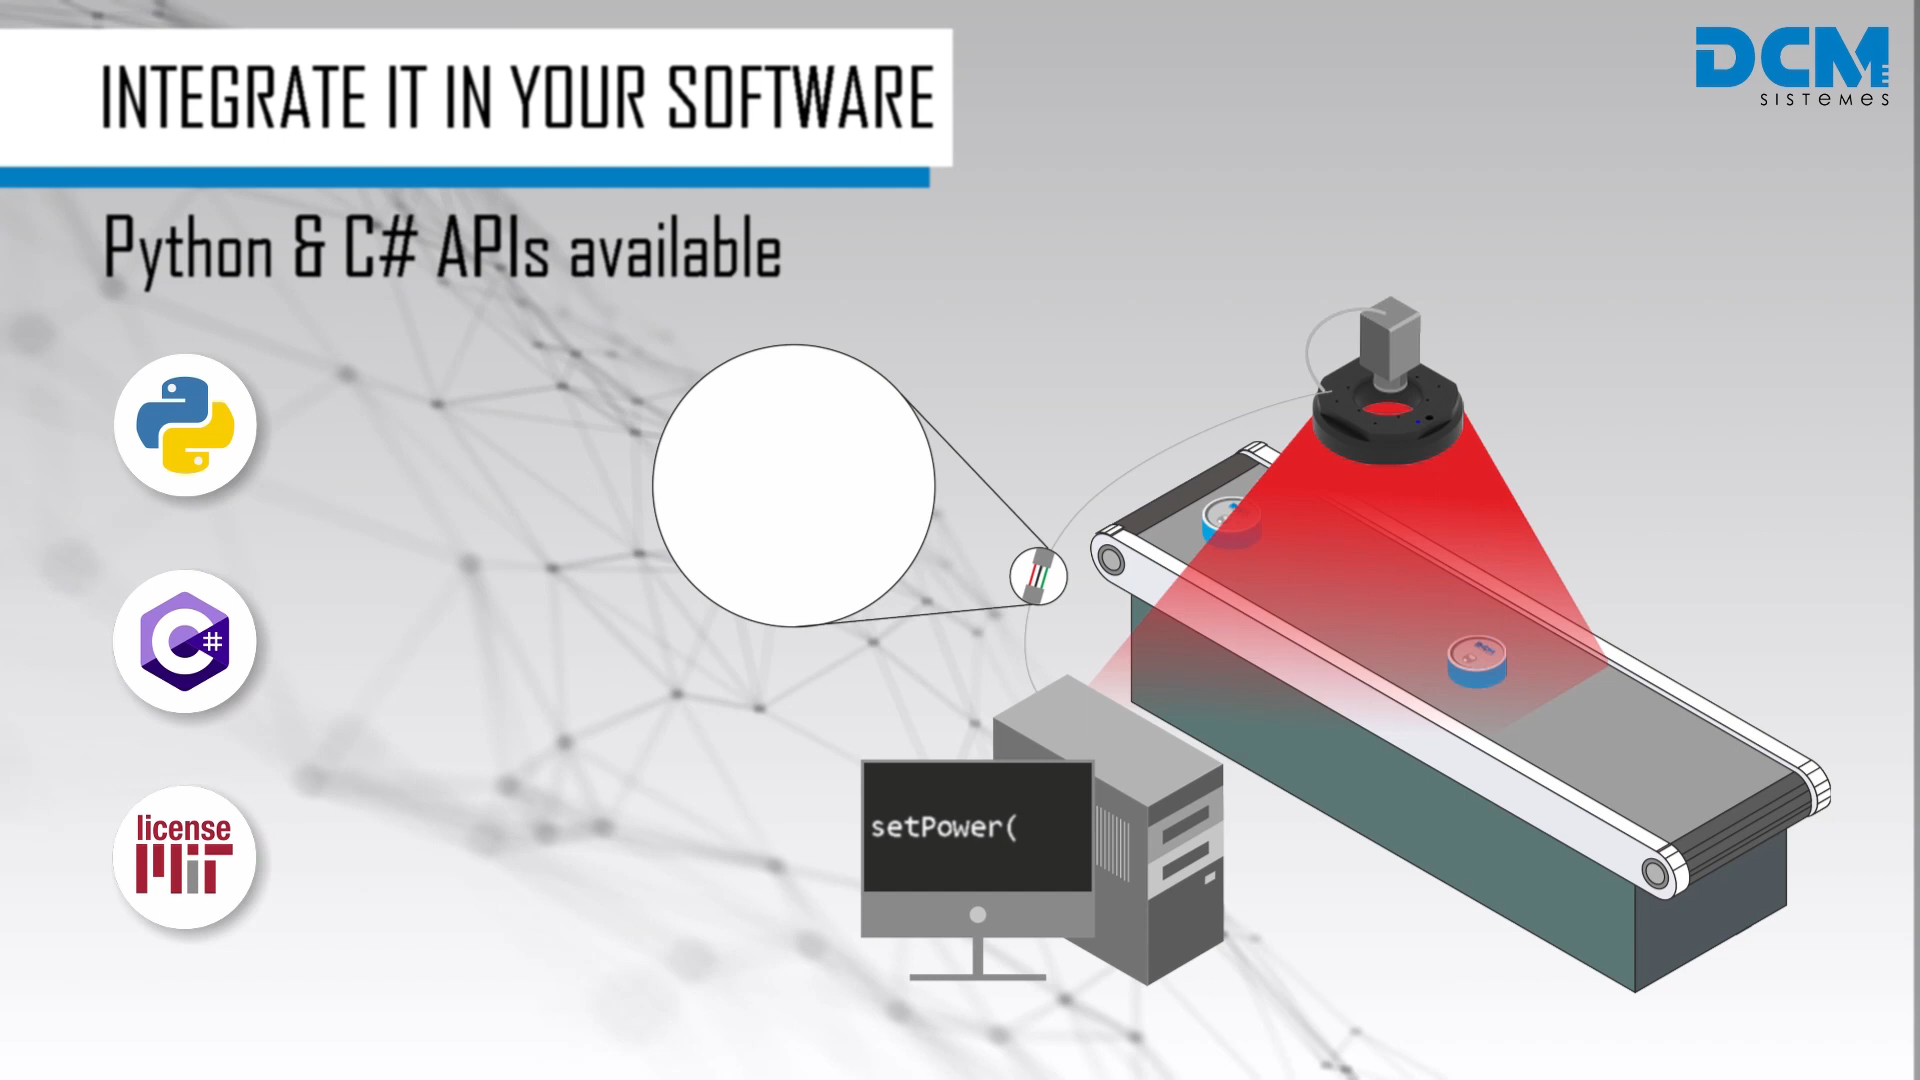 INTEGRATE IT IN YOUR SOFTWARE
DCM
SISTEMES
Python & C# APIs available
C#
license
MIT
setPower(